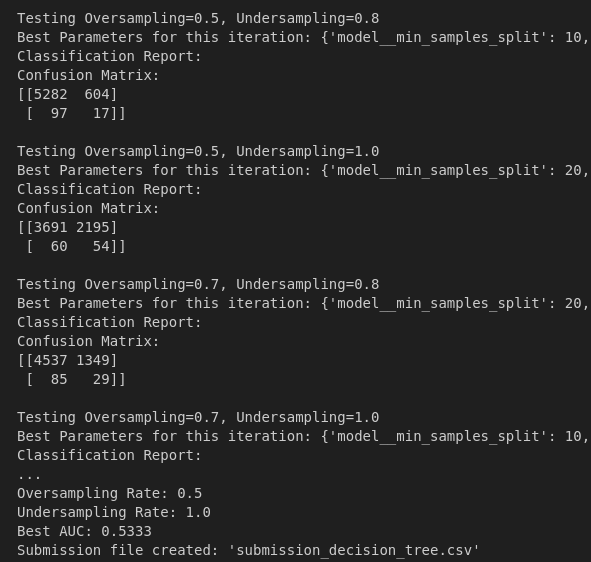 Testing Oversampling=0.5, Undersampling=0.8
Best Parameters for this iteration: {'model__min_samples_split': 10,
Classification Report:
Confusion Matrix:
[[5282  604]
 [  97   17]]
Testing Oversampling=0.5, Undersampling=1.0
Best Parameters for this iteration: {'model__min_samples_split': 20,
Classification Report:
Confusion Matrix:
[[3691 2195]
 [  60   54]]
Testing Oversampling=0.7, Undersampling=0.8
Best Parameters for this iteration: {'model__min_samples_split': 20,
Classification Report:
Confusion Matrix:
[[4537 1349]
 [  85   29]]
Testing Oversampling=0.7, Undersampling=1.0
Best Parameters for this iteration: {'model__min_samples_split': 10,
Classification Report:
...
Oversampling Rate: 0.5
Undersampling Rate: 1.0
Best AUC: 0.5333
Submission file created: 'submission_decision_tree.csv'